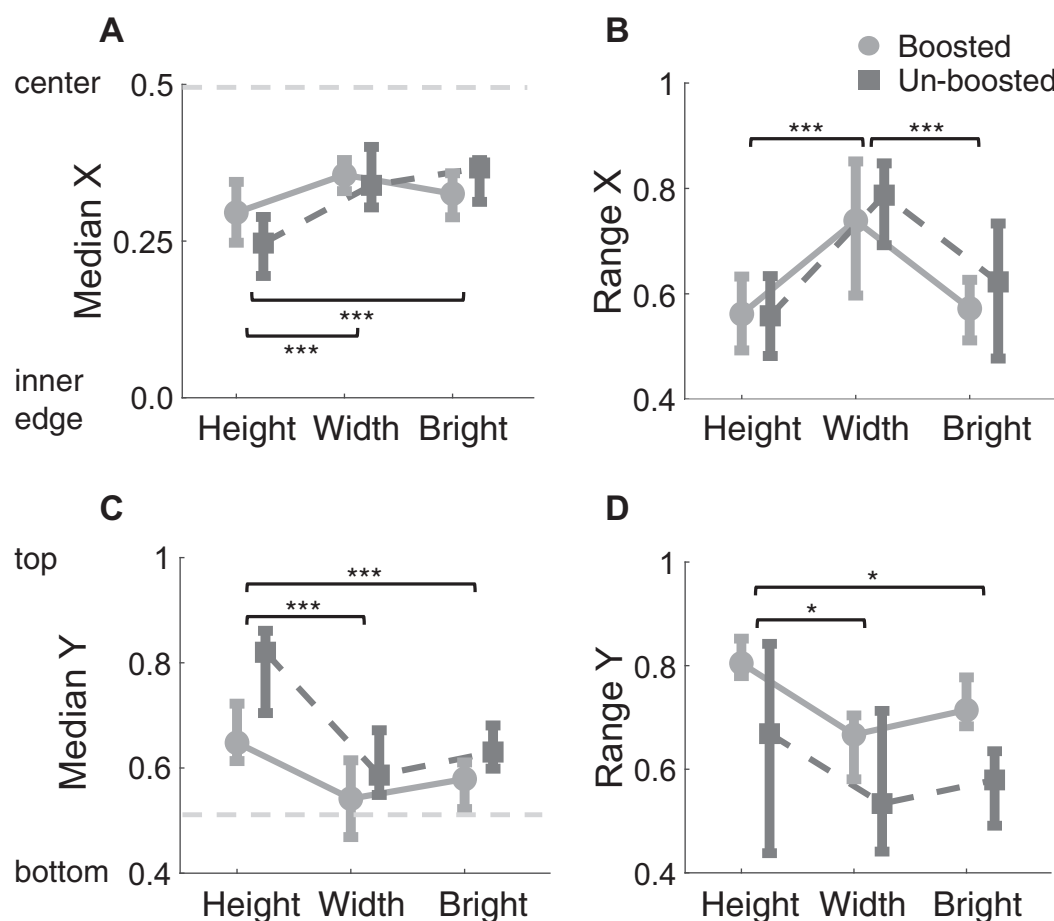 A
center
0.5
Median X
0.25
***
***
inner
edge
0.0
Height Width Bright
B
Boosted
Un-boosted
1
*** ***
0.8
Range X
0.6
0.4
Height Width Bright
C
top
1
***
***
0.8
Median Y
0.6
bottom 0.4
Height Width Bright
D
1
*
*
0.8
Range Y
0.6
0.4
Height Width Bright